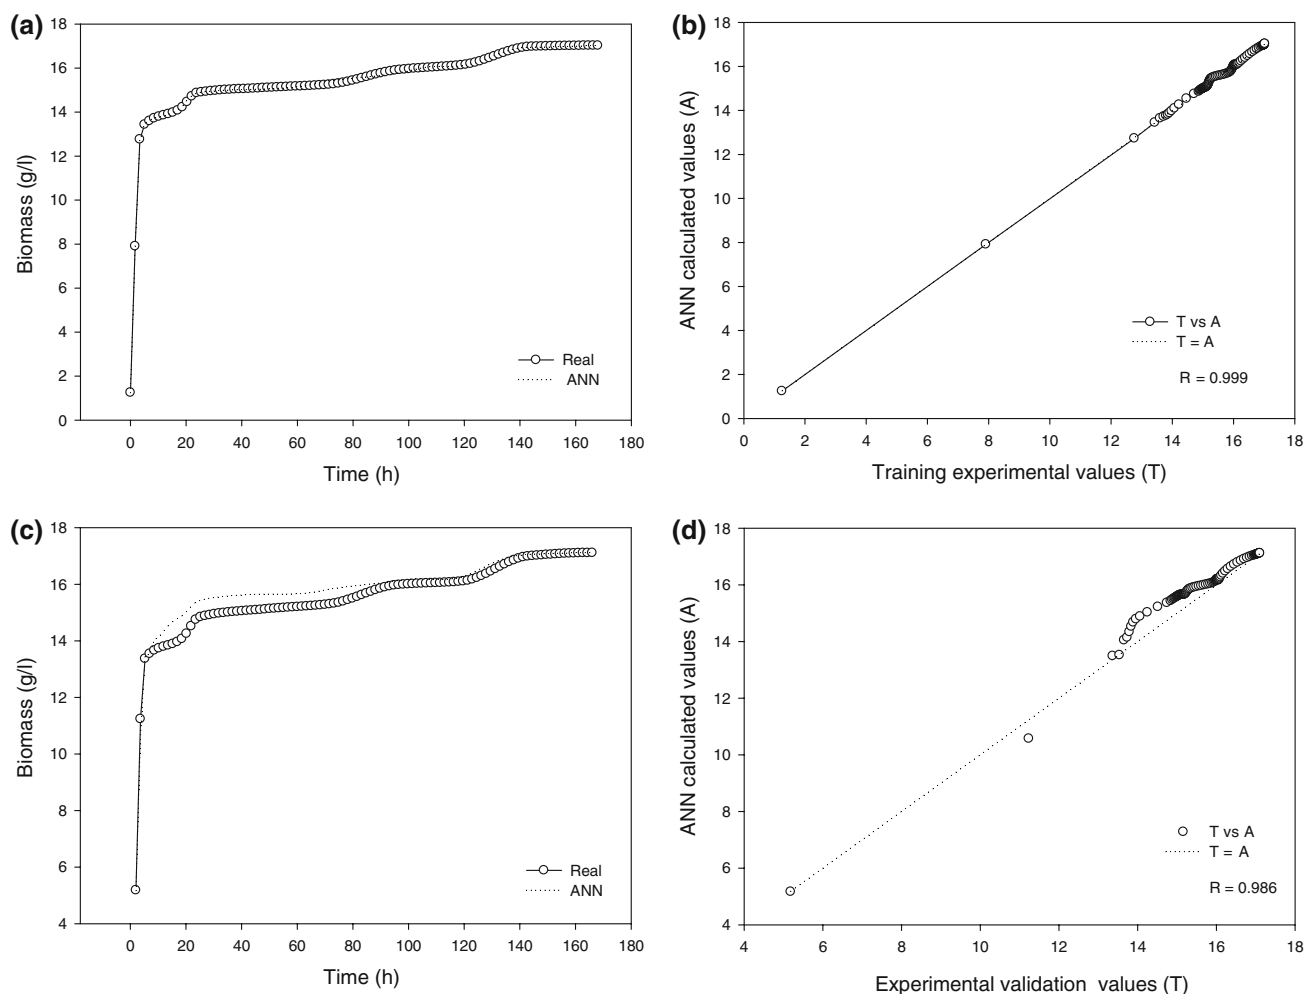 (a)
18
16
14
12
10
8
6
4
2
0
Biomass (g/l)
Real
ANN
0 20 40 60 80 100 120 140 160 180
Time (h)
(b)
18
16
14
12
10
8
6
4
2
0
ANN calculated values (A)
T vs A
T = A
R = 0.999
0 2 4 6 8 10 12 14 16 18
Training experimental values (T)
(c)
18
16
14
12
10
8
6
4
Biomass (g/l)
Real
ANN
0 20 40 60 80 100 120 140 160 180
Time (h)
(d)
18
16
14
12
10
8
6
4
ANN calculated values (A)
T vs A
T = A
R = 0.986
4 6 8 10 12 14 16 18
Experimental validation values (T)